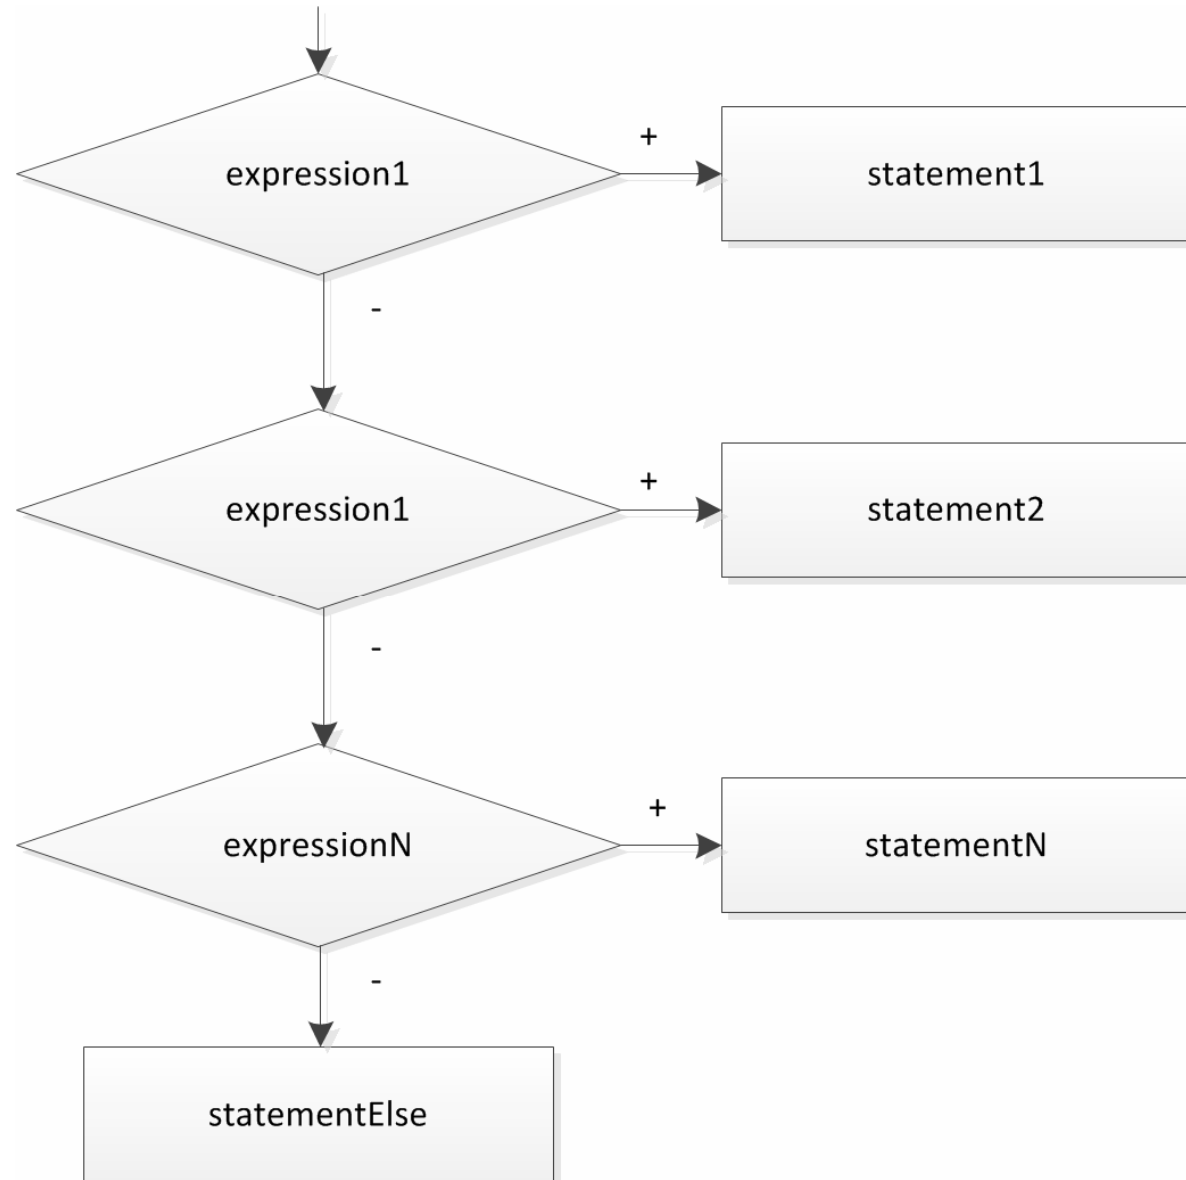 +
expression1
statement1
-
+
expression1
statement2
-
+
expressionN
statementN
-
statementElse